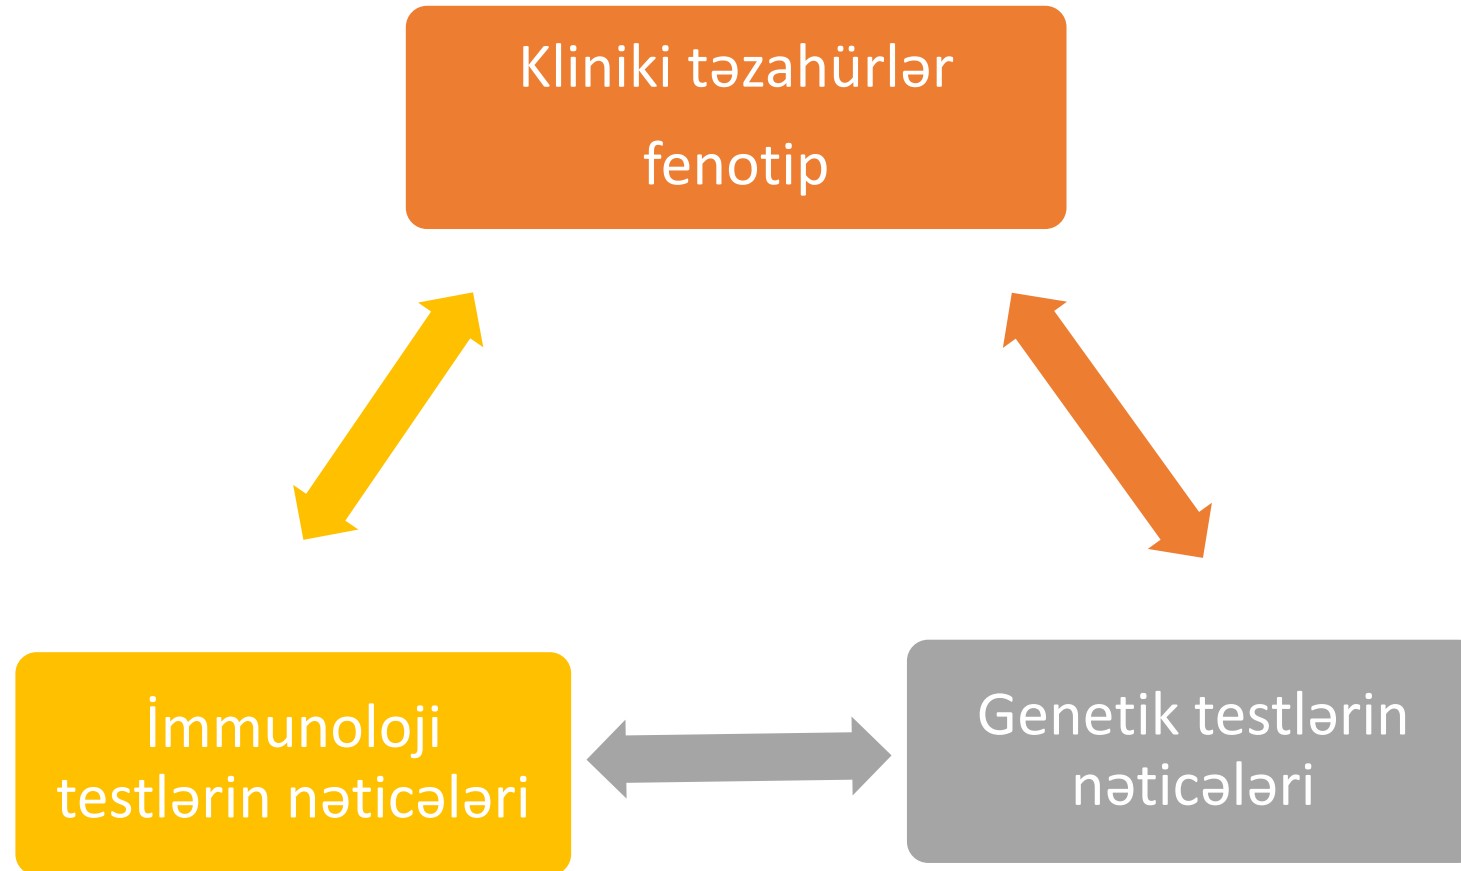 Kliniki təzahürlər
fenotip
İmmunoloji
testlərin nəticələri
Genetik testlərin
nəticələri